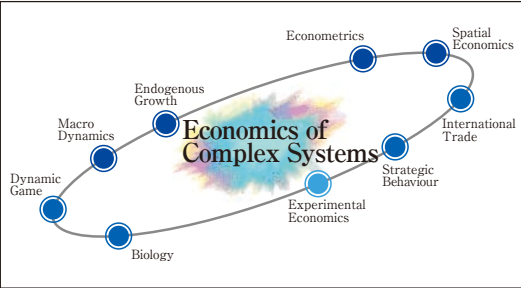 Econometrics
Spatial
Economics
Endogenous
Growth
Economics of
Complex Systems
Macro
Dynamics
International
Trade
Dynamic
Game
Strategic
Behaviour
Experimental
Economics
Biology